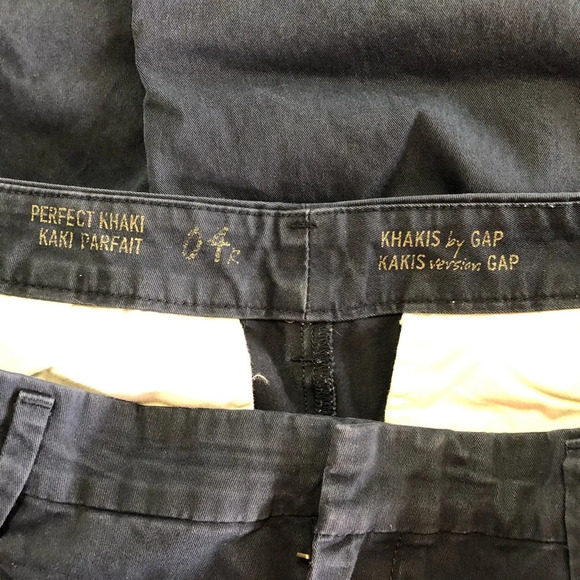 PERFECT KHAKI
KAKI PARFAIT
04R
KHAKIS by GAP
KAKIS version GAP